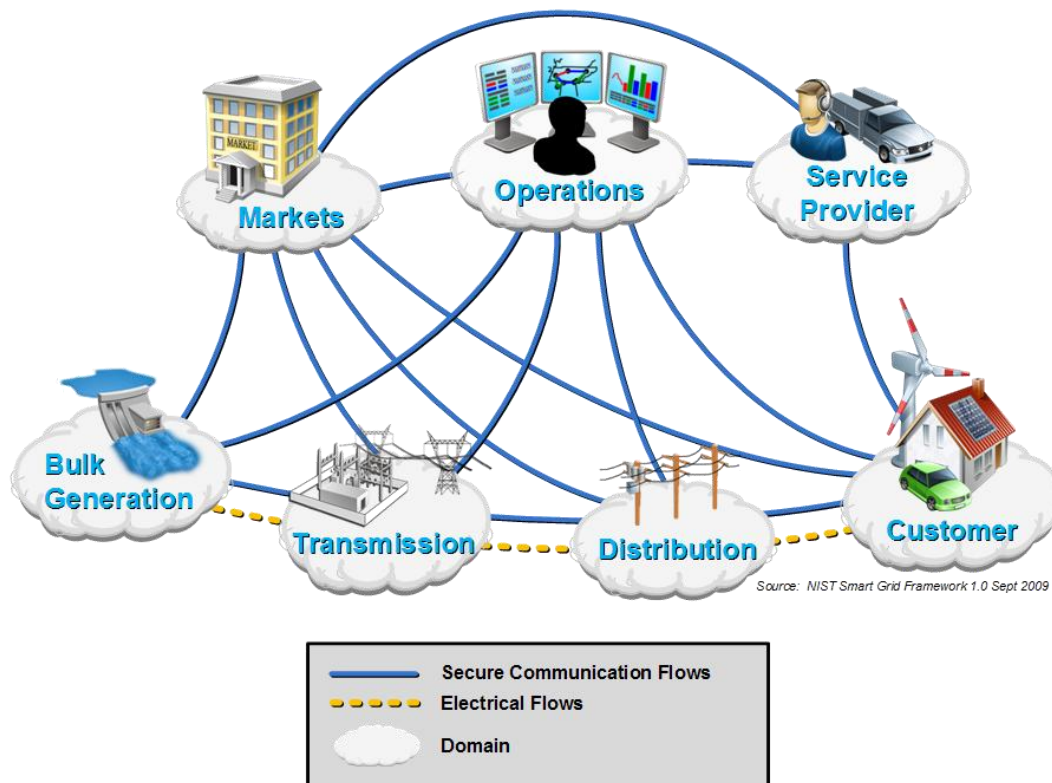 MARKET
Markets
Operations
Service
Provider
Bulk
Generation
Transmission
Distribution
Customer
Source: NIST Smart Grid Framework 1.0 Sept 2009
Secure Communication Flows
Electrical Flows
Domain